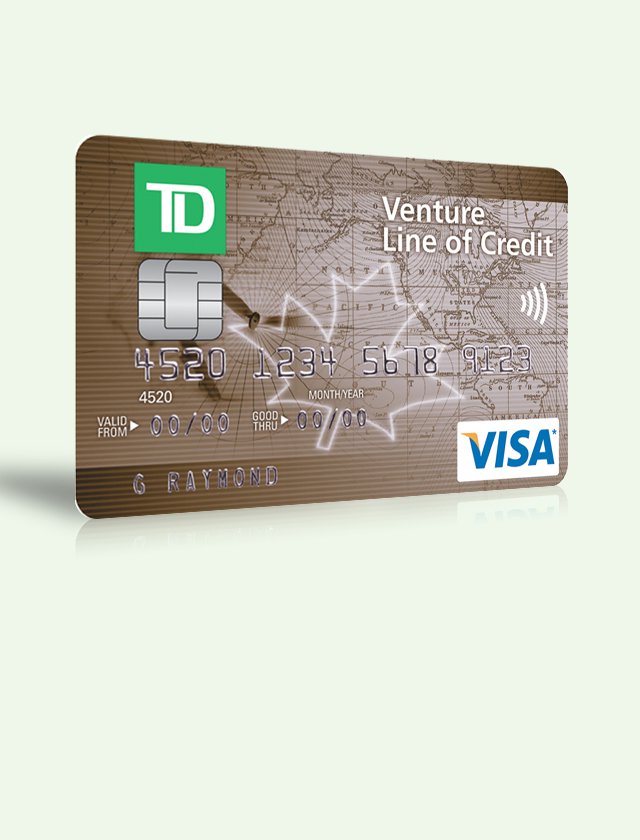 TD
Venture
Line of Credit
4520 1234 5678 9123
4520
MONTH/YEAR
VALID FROM 00/00 GOOD THRU 00/00
G RAYMOND
VISA*